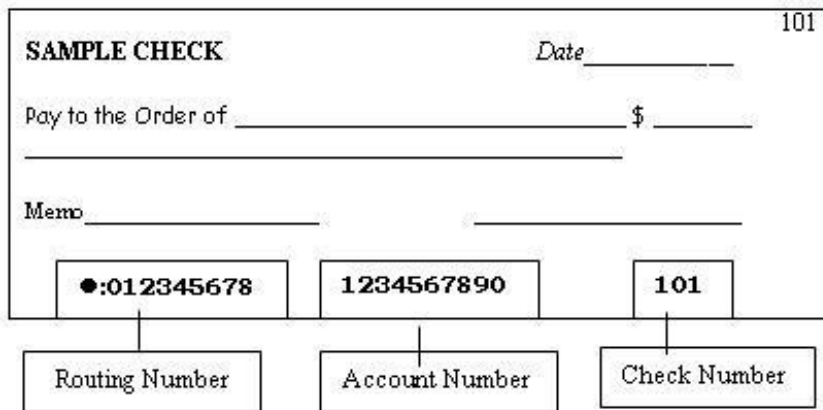 101
SAMPLE CHECK Date
Pay to the Order of $
Memo
●:012345678 1234567890 101
Routing Number Account Number Check Number